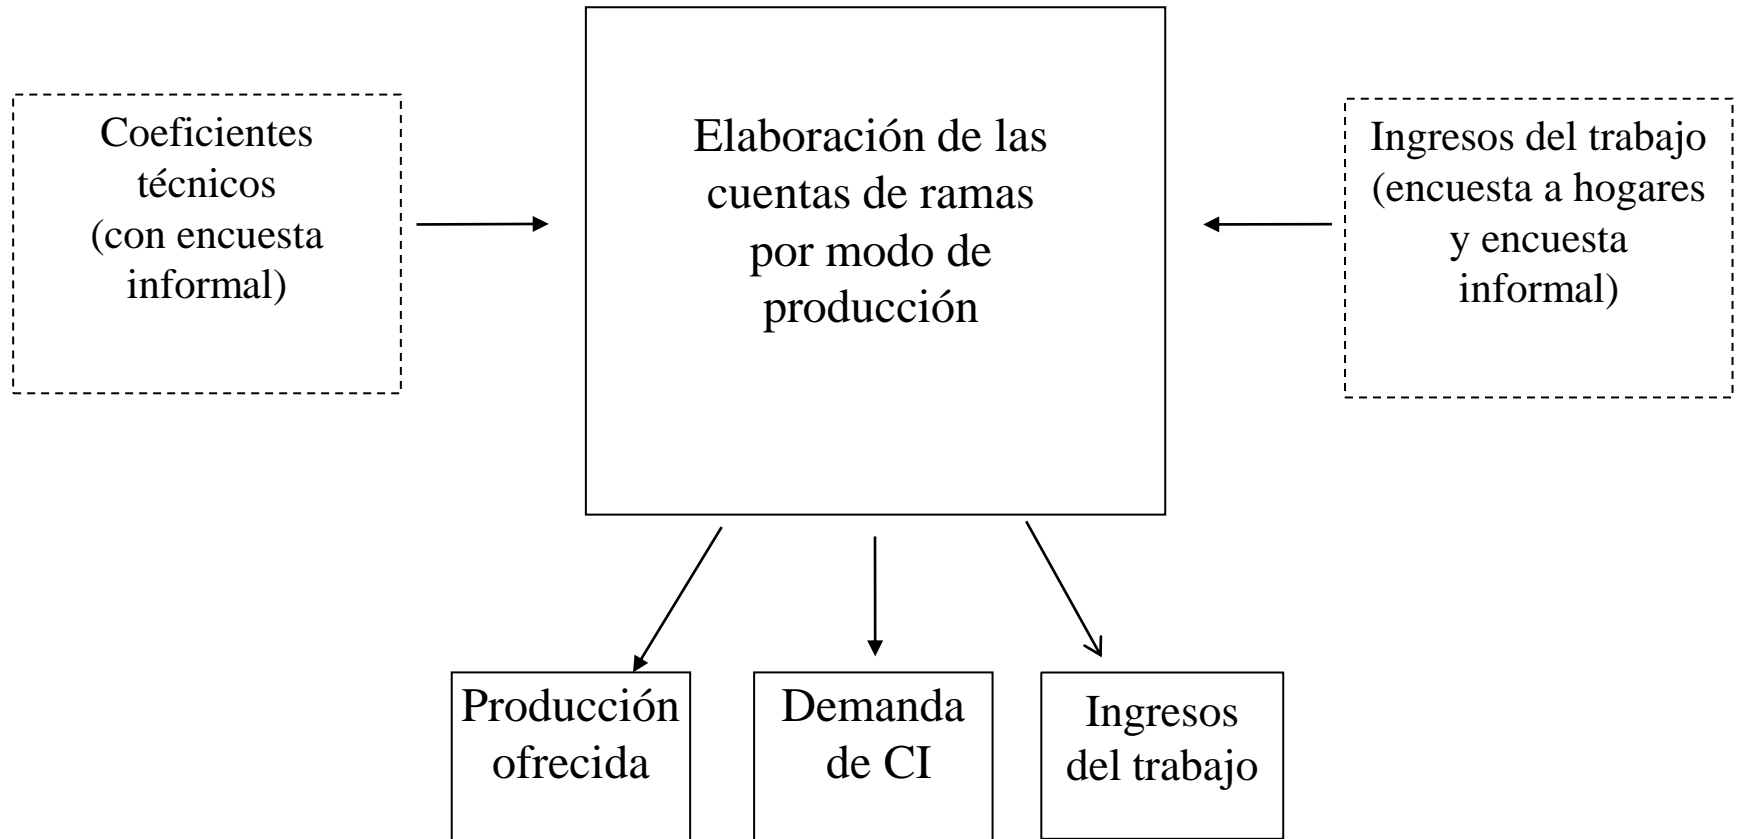 Coeficientes
técnicos
(con encuesta
informal)
Elaboración de las
cuentas de ramas
por modo de
producción
Ingresos del trabajo
(encuesta a hogares
y encuesta
informal)
Producción
ofrecida
Demanda
de CI
Ingresos
del trabajo